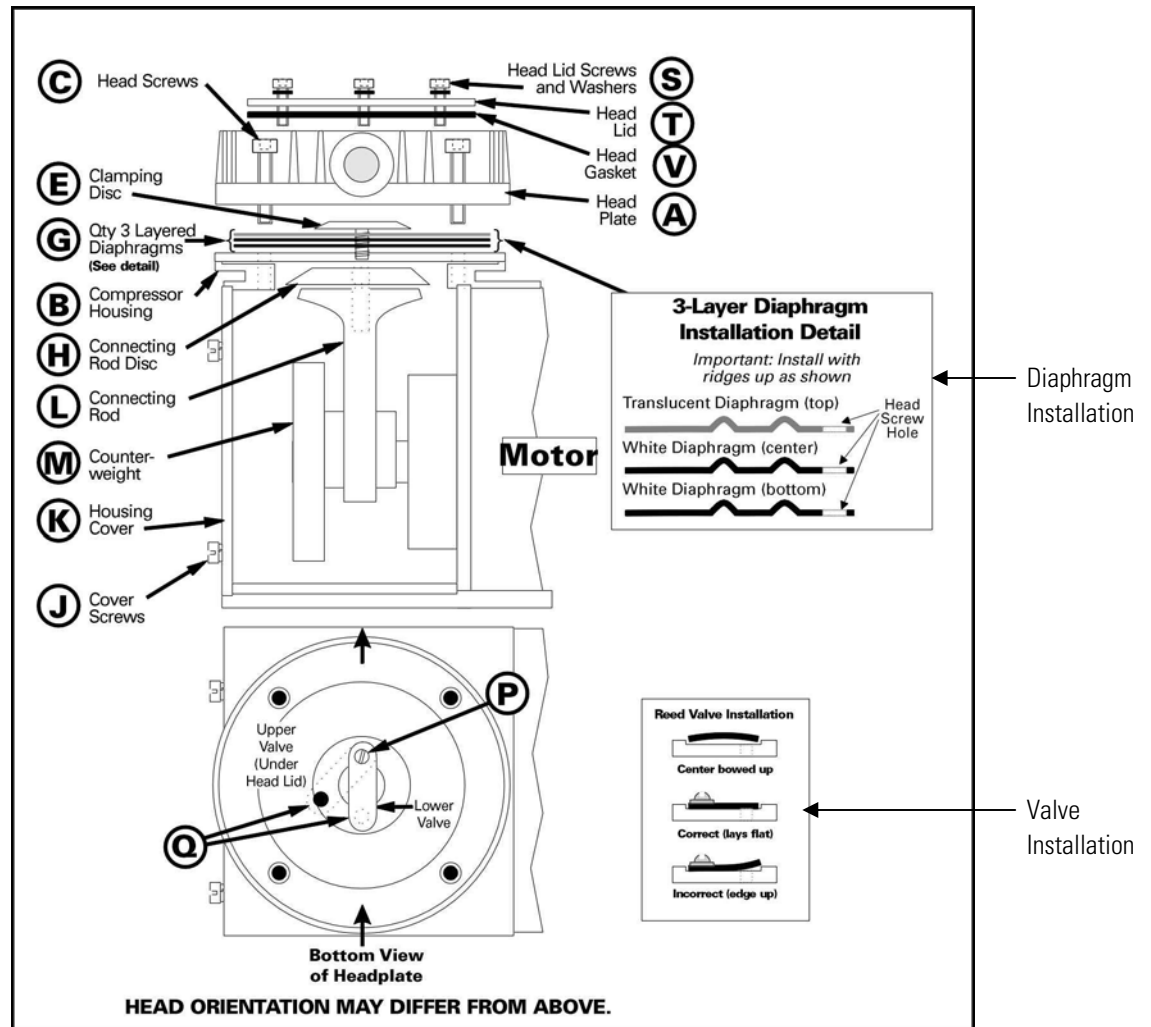 C
Head Screws
Head Lid Screws
and Washers
S
Head
Lid
T
Head
Gasket
V
Head
Plate
A
E
Clamping
Disc
G
Qty 3 Layered
Diaphragms
(See detail)
B
Compressor
Housing
H
Connecting
Rod Disc
L
Connecting
Rod
M
Counter-
weight
K
Housing
Cover
J
Cover
Screws
Motor
3-Layer Diaphragm
Installation Detail
Important: Install with
ridges up as shown
Translucent Diaphragm (top)
Head
Screw
Hole
White Diaphragm (center)
White Diaphragm (bottom)
Diaphragm
Installation
P
Upper
Valve
(Under
Head Lid)
Lower
Valve
Q
Bottom View
of Headplate
Reed Valve Installation
Center bowed up
Correct (lays flat)
Incorrect (edge up)
Valve
Installation
HEAD ORIENTATION MAY DIFFER FROM ABOVE.